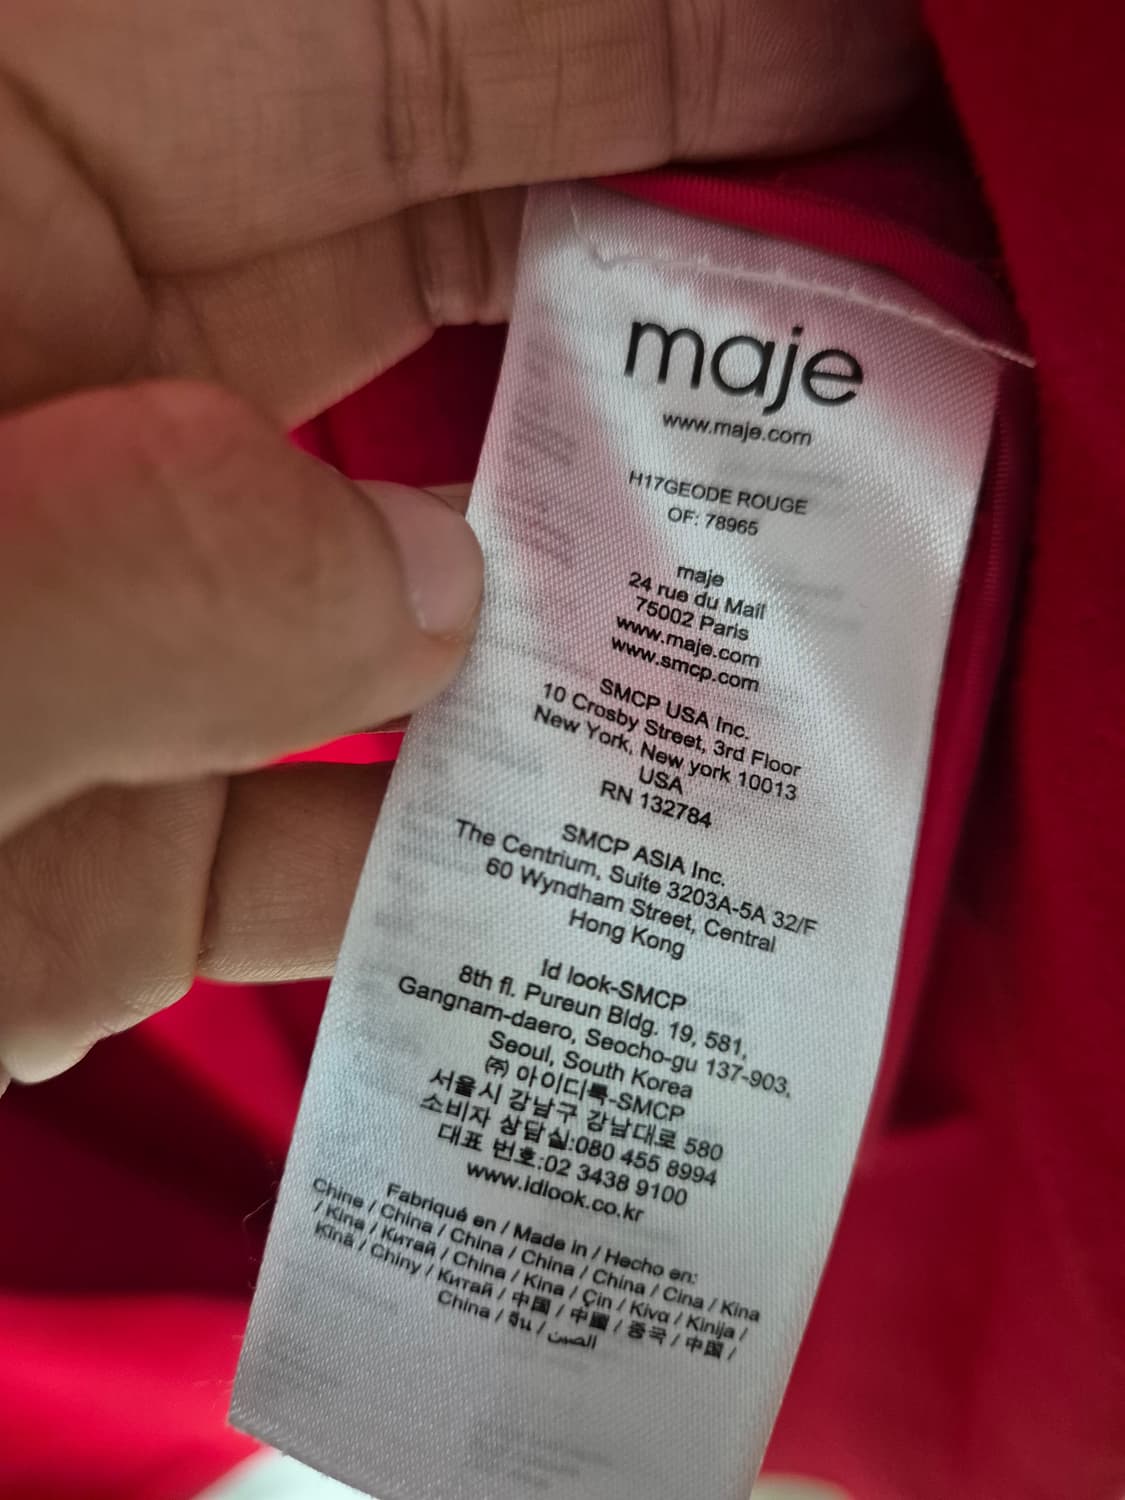 maje
www.maje.com
H17GEODE ROUGE
OF: 78965
maje
24 rue du Mail
75002 Paris
www.maje.com
www.smcp.com
SMCP USA Inc.
10 Crosby Street, 3rd Floor
New York, New york 10013
USA
RN 132784
SMCP ASIA Inc.
The Centrium, Suite 3203A-5A 32/F
60 Wyndham Street, Central
Hong Kong
Id look-SMCP
8th fl. Pureun Bldg. 19, 581,
Gangnam-daero, Seocho-gu 137-903,
Seoul, South Korea
㈜ 아이디룩-SMCP
서울시 강남구 강남대로 580
소비자 상담실:080 455 8994
대표 번호:02 3438 9100
www.idlook.co.kr
Fabriqué en / Made in / Hecho en:
Chine / China / China / China / China / Cina / Kina
/ Kina / Китай / China / Kina / Çin / Κίνα / Kinija /
Kīnā / Chiny / Китай / 中国 / 中國 / 중국 / 中国 /
China / จีน / الصين